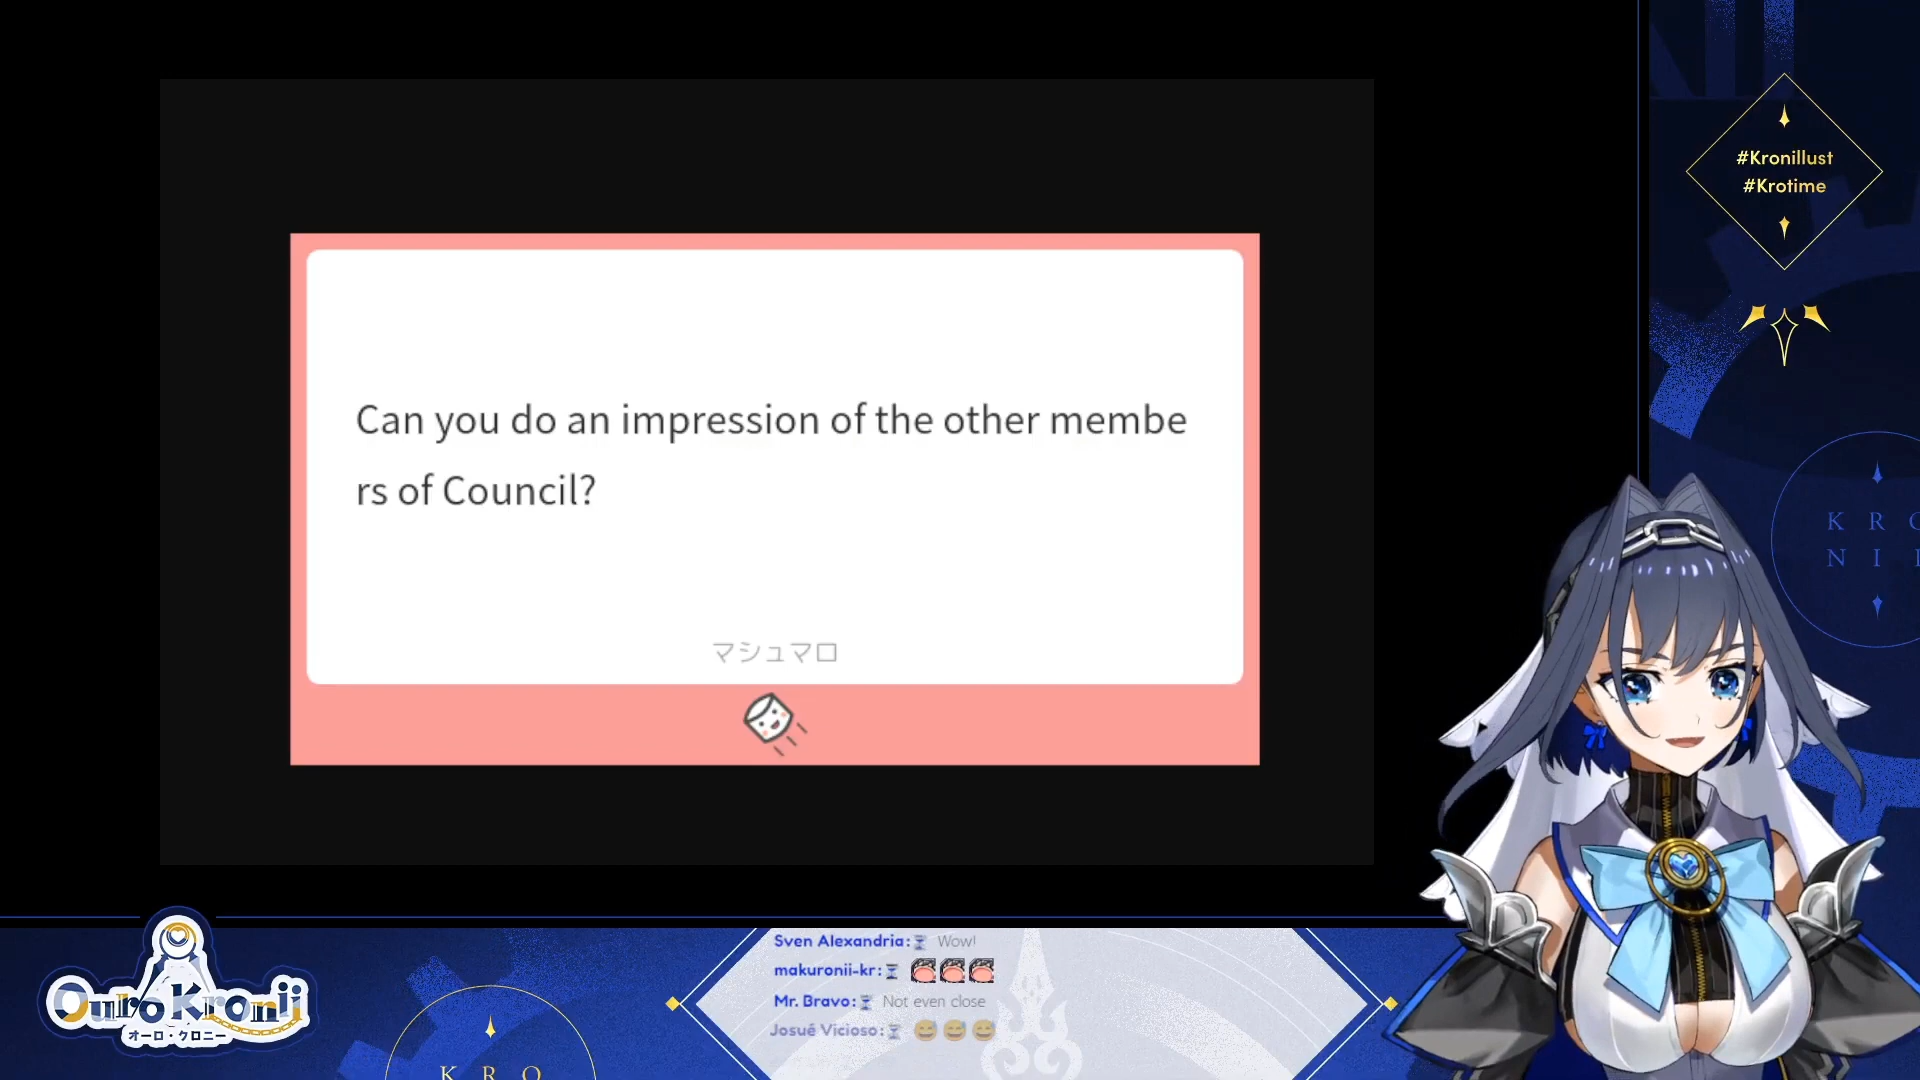 #Kronillust
#Krotime
Can you do an impression of the other membe
rs of Council?
マシュマロ
K R O
N I I
Sven Alexandria: Wow!
makuronii-kr:
Mr. Bravo: Not even close
Josué Vicioso:
Ouro Kronii
オーロ・クロニー
K R O